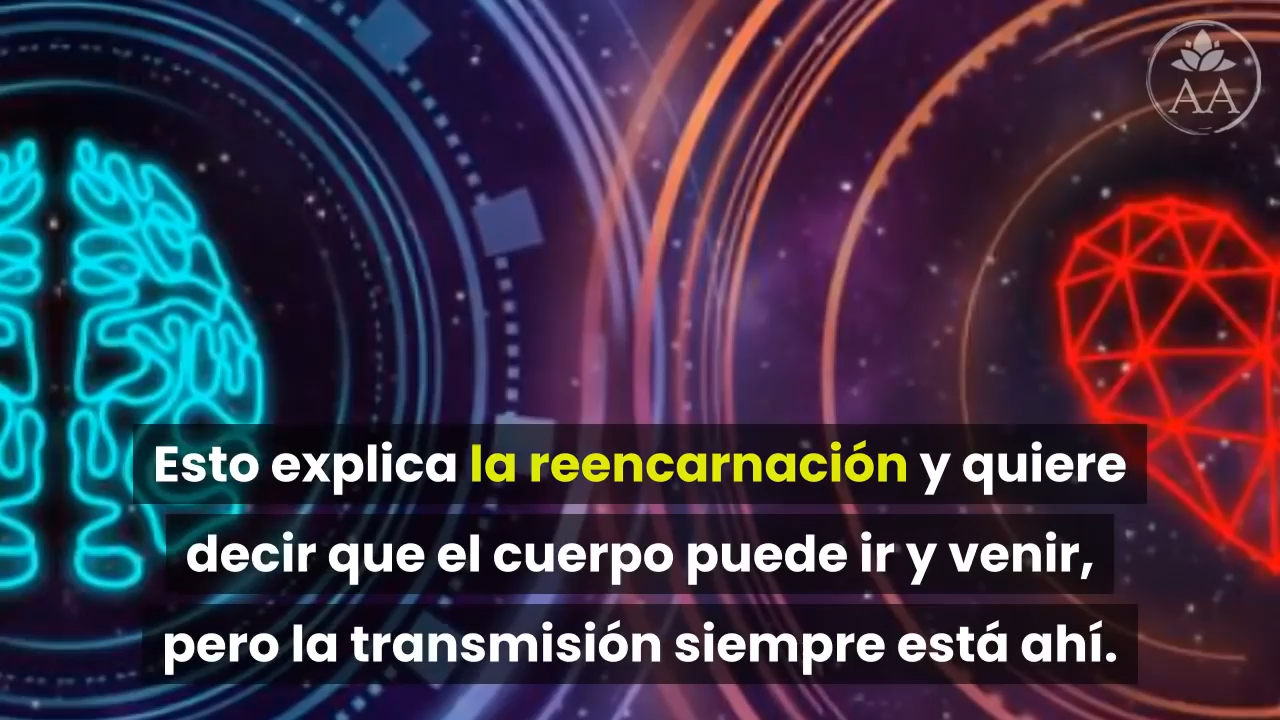 AA
Esto explica la reencarnación y quiere
decir que el cuerpo puede ir y venir,
pero la transmisión siempre está ahí.